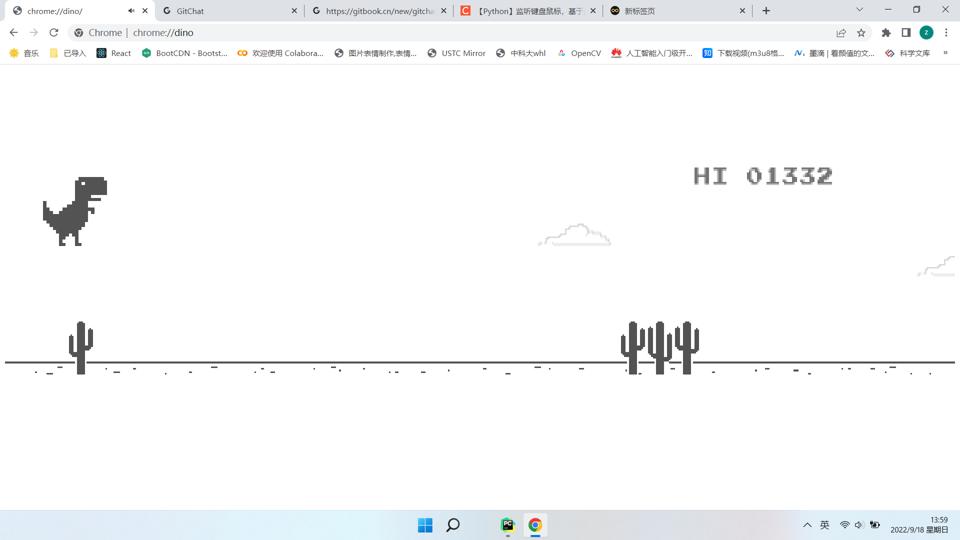 chrome://dino/
GitChat
https://gitbook.cn/new/gitcha
【Python】监听键盘鼠标，基于
新标签页
Chrome | chrome://dino
z
音乐
已导入
React
BootCDN - Bootst...
欢迎使用 Colabora...
图片表情制作,表情...
USTC Mirror
中科大whl
OpenCV
人工智能入门级开...
知
下载视频(m3u8格...
墨滴 | 看颜值的文...
科学文库
»
HI 01332
PC
英
13:59
2022/9/18 星期日